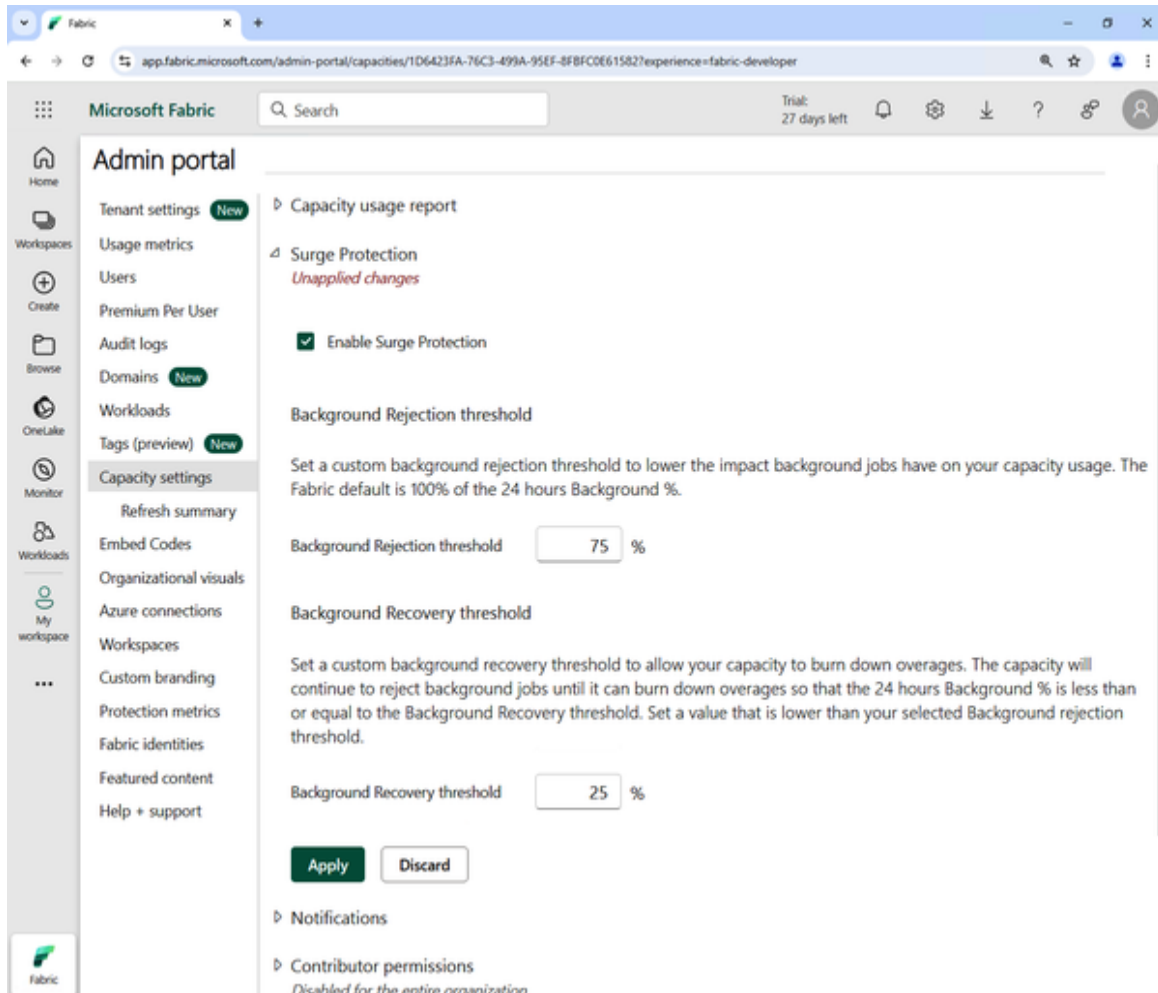 Fabric
app.fabric.microsoft.com/admin-portal/capacities/1D6423FA-76C3-499A-95EF-8FBFC0E61582?experience=fabric-developer
Microsoft Fabric
Search
Trial:
27 days left
Home
Workspaces
Create
Browse
OneLake
Monitor
Workloads
My
workspace
Fabric
Admin portal
Tenant settings New
Usage metrics
Users
Premium Per User
Audit logs
Domains New
Workloads
Tags (preview) New
Capacity settings
Refresh summary
Embed Codes
Organizational visuals
Azure connections
Workspaces
Custom branding
Protection metrics
Fabric identities
Featured content
Help + support
Capacity usage report
Surge Protection
Unapplied changes
Enable Surge Protection
Background Rejection threshold
Set a custom background rejection threshold to lower the impact background jobs have on your capacity usage. The
Fabric default is 100% of the 24 hours Background %.
Background Rejection threshold 75 %
Background Recovery threshold
Set a custom background recovery threshold to allow your capacity to burn down overages. The capacity will
continue to reject background jobs until it can burn down overages so that the 24 hours Background % is less than
or equal to the Background Recovery threshold. Set a value that is lower than your selected Background rejection
threshold.
Background Recovery threshold 25 %
Apply Discard
Notifications
Contributor permissions
Disabled for the entire organization